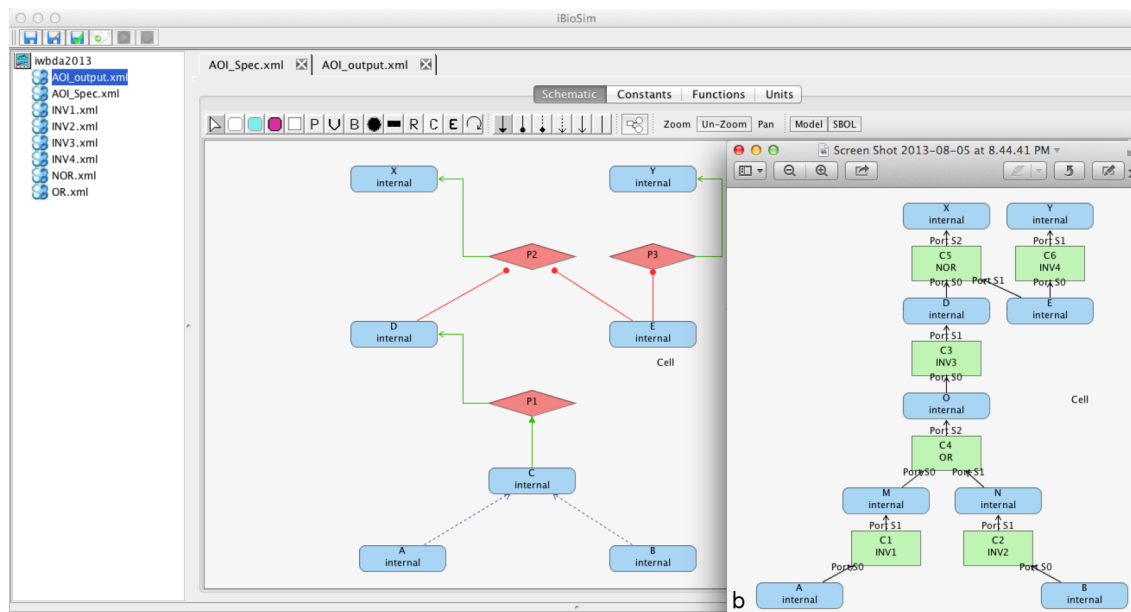 iBioSim
iwbda2013
AOI_output.xml
AOI_Spec.xml
INV1.xml
INV2.xml
INV3.xml
INV4.xml
NOR.xml
OR.xml
AOI_Spec.xml
AOI_output.xml
Schematic
Constants
Functions
Units
P
V
B
R
C
E
Zoom
Un-Zoom
Pan
Model
SBOL
X
internal
Y
internal
P2
P3
D
internal
E
internal
Cell
P1
C
internal
A
internal
B
internal
Screen Shot 2013-08-05 at 8.44.41 PM
X
internal
Y
internal
Port S2
Port S1
C5
NOR
C6
INV4
Port S0
Port S1
Port S0
D
internal
E
internal
Port S1
C3
INV3
Port S0
O
internal
Cell
Port S2
C4
OR
Port S0
Port S1
M
internal
N
internal
Port S1
Port S1
C1
INV1
C2
INV2
Port S0
Port S0
A
internal
B
internal
b